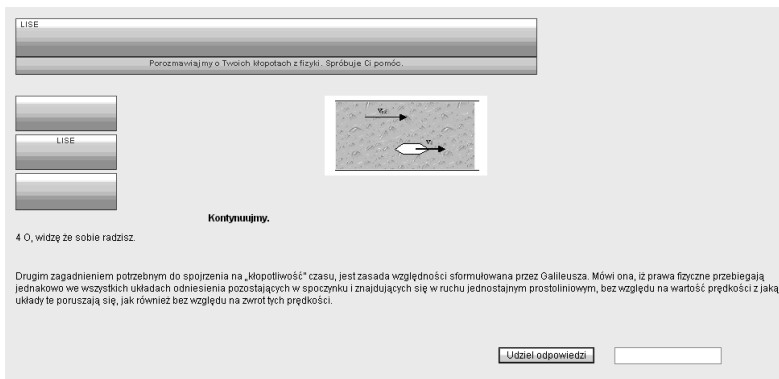 LISE
Porozmawiajmy o Twoich kłopotach z fizyki. Spróbuje Ci pomóc.
LISE
Kontynuujmy.
4 O, widzę że sobie radzisz.
Drugim zagadnieniem potrzebnym do spojrzenia na „kłopotliwość" czasu, jest zasada względności sformułowana przez Galileusza. Mówi ona, iż prawa fizyczne przebiegają
jednakowo we wszystkich układach odniesienia pozostających w spoczynku i znajdujących się w ruchu jednostajnym prostoliniowym, bez względu na wartość prędkości z jaką
układy te poruszają się, jak również bez względu na zwrot tych prędkości.
Udziel odpowiedzi